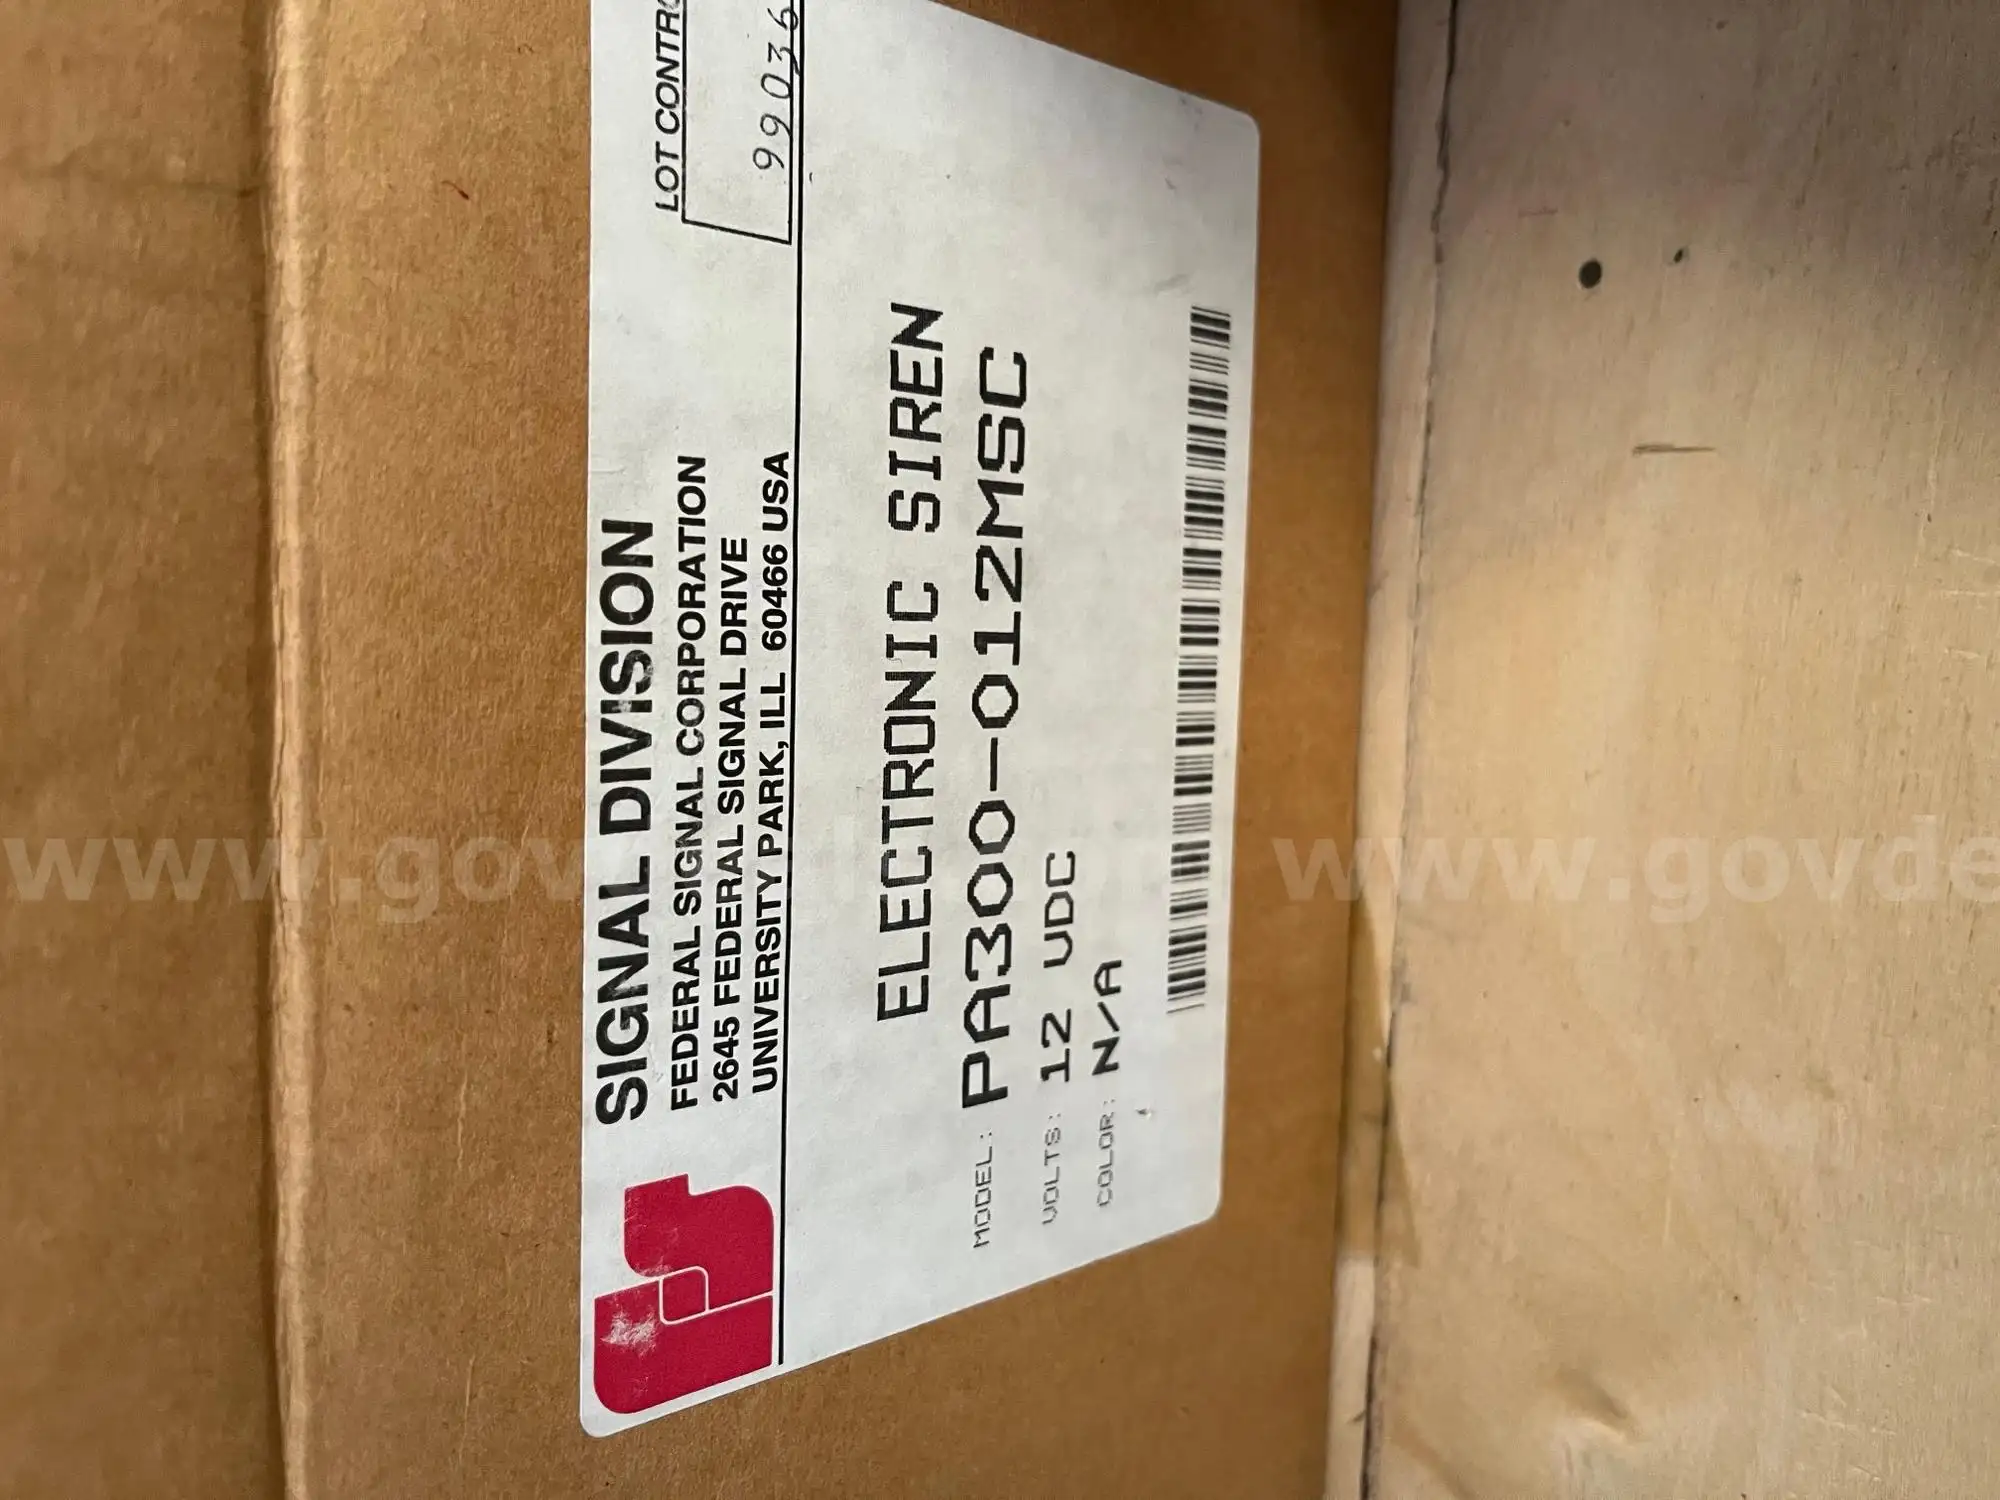 SIGNAL DIVISION
FEDERAL SIGNAL CORPORATION
2645 FEDERAL SIGNAL DRIVE
UNIVERSITY PARK, ILL 60466 USA
LOT CONTRO
99036
ELECTRONIC SIREN
MODEL: PA300-012MSC
VOLTS: 12 VDC
COLOR: N/A
www.gov
www.govde